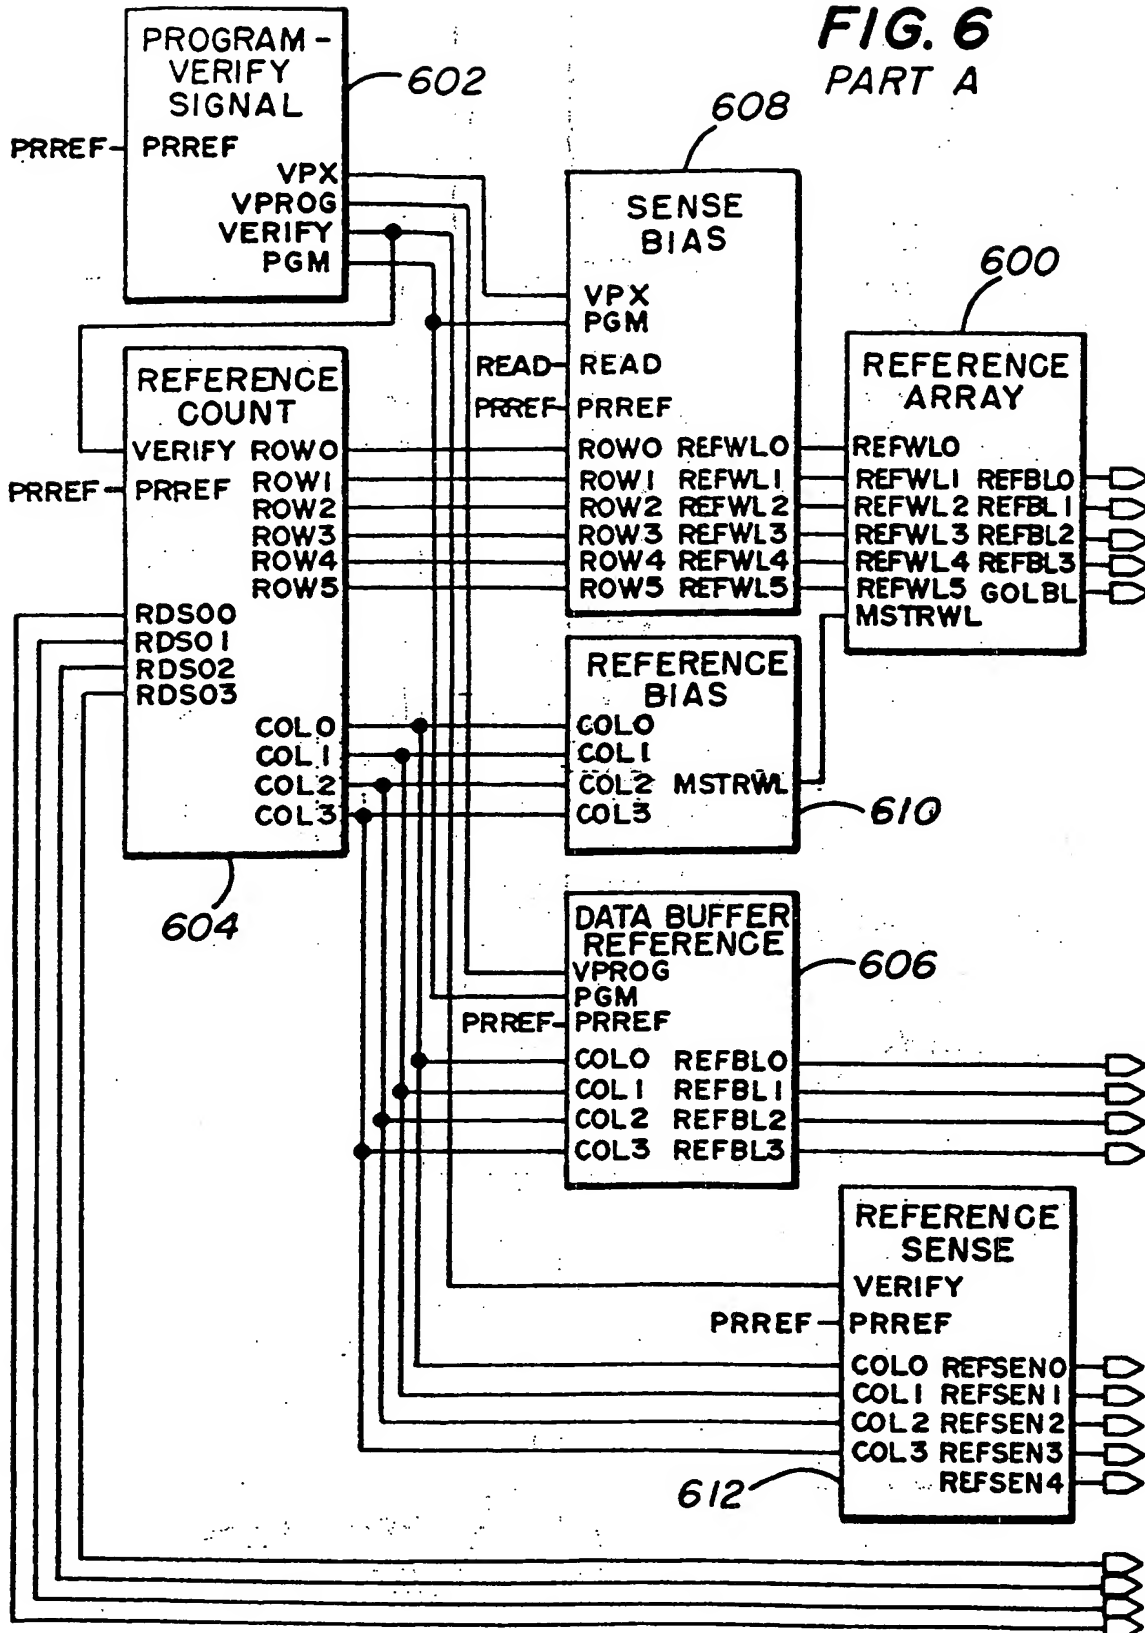 FIG. 6
PART A
PROGRAM-
VERIFY
SIGNAL
602
PRREF PRREF
VPX
VPROG
VERIFY
PGM
608
SENSE
BIAS
VPX
PGM
READ READ
PRREF PRREF
ROW0 REFWL0
ROW1 REFWL1
ROW2 REFWL2
ROW3 REFWL3
ROW4 REFWL4
ROW5 REFWL5
600
REFERENCE
ARRAY
REFWL0
REFWL1 REFBL0
REFWL2 REFBL1
REFWL3 REFBL2
REFWL4 REFBL3
REFWL5 GOLBL
MSTRWL
REFERENCE
COUNT
VERIFY ROW0
PRREF PRREF ROW1
ROW2
ROW3
ROW4
ROW5
RDSO0
RDSO1
RDSO2
RDSO3
COL0
COL1
COL2
COL3
604
REFERENCE
BIAS
COL0
COL1
COL2 MSTRWL
COL3
610
DATA BUFFER
REFERENCE
606
VPROG
PGM
PRREF PRREF
COL0 REFBL0
COL1 REFBL1
COL2 REFBL2
COL3 REFBL3
REFERENCE
SENSE
VERIFY
PRREF PRREF
COL0 REFSEN0
COL1 REFSEN1
COL2 REFSEN2
COL3 REFSEN3
REFSEN4
612